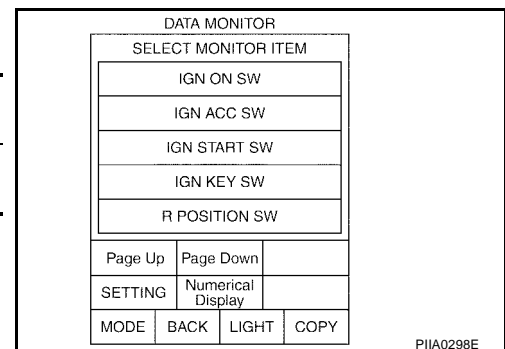 DATA MONITOR
SELECT MONITOR ITEM
IGN ON SW
IGN ACC SW
IGN START SW
IGN KEY SW
R POSITION SW
Page Up Page Down
SETTING Numerical
Display
MODE BACK LIGHT COPY
PIIA0298E